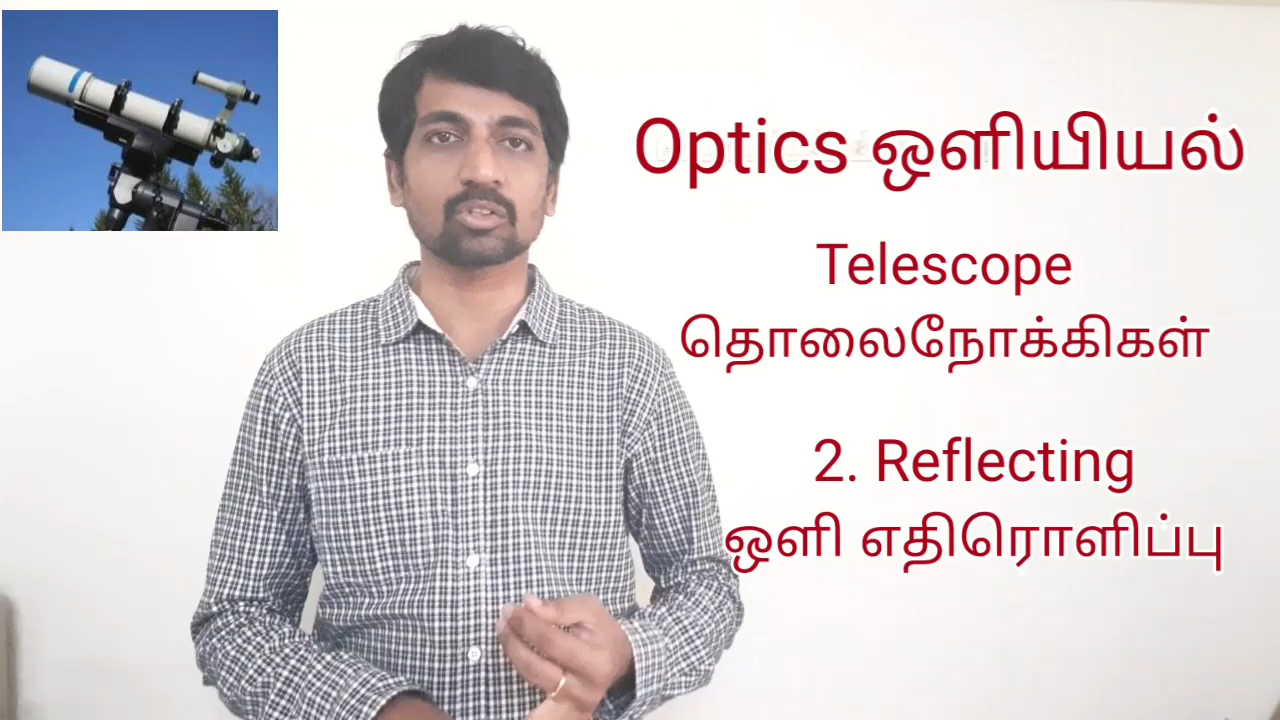 Optics ஒளியியல்
Telescope
தொலைநோக்கிகள்
2. Reflecting
ஒளி எதிரொளிப்பு